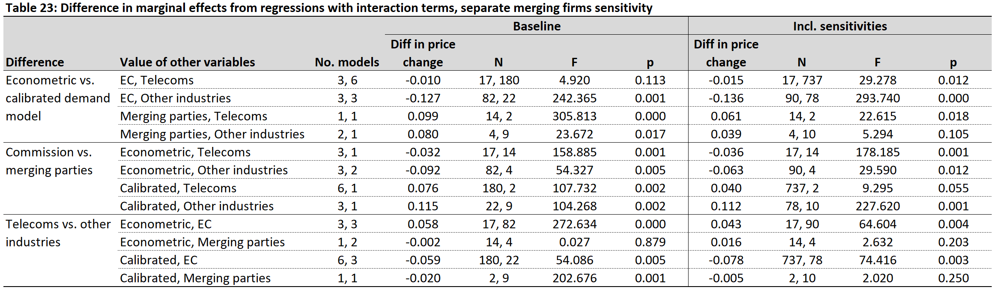 Table 23: Difference in marginal effects from regressions with interaction terms, separate merging firms sensitivity
Baseline Incl. sensitivities
Diff in price Diff in price
Difference Value of other variables No. models change N F p change N F p
Econometric vs. EC, Telecoms 3, 6 -0.010 17, 180 4.920 0.113 -0.015 17, 737 29.278 0.012
calibrated demand EC, Other industries 3, 3 -0.127 82, 22 242.365 0.001 -0.136 90, 78 293.740 0.000
model Merging parties, Telecoms 1, 1 0.099 14, 2 305.813 0.000 0.061 14, 2 22.615 0.018
Merging parties, Other industries 2, 1 0.080 4, 9 23.672 0.017 0.039 4, 10 5.294 0.105
Commission vs. Econometric, Telecoms 3, 1 -0.032 17, 14 158.885 0.001 -0.036 17, 14 178.185 0.001
merging parties Econometric, Other industries 3, 2 -0.092 82, 4 54.327 0.005 -0.063 90, 4 29.590 0.012
Calibrated, Telecoms 6, 1 0.076 180, 2 107.732 0.002 0.040 737, 2 9.295 0.055
Calibrated, Other industries 3, 1 0.115 22, 9 104.268 0.002 0.112 78, 10 227.620 0.001
Telecoms vs. other Econometric, EC 3, 3 0.058 17, 82 272.634 0.000 0.043 17, 90 64.604 0.004
industries Econometric, Merging parties 1, 2 -0.002 14, 4 0.027 0.879 0.016 14, 4 2.632 0.203
Calibrated, EC 6, 3 -0.059 180, 22 54.086 0.005 -0.078 737, 78 74.416 0.003
Calibrated, Merging parties 1, 1 -0.020 2, 9 202.676 0.001 -0.005 2, 10 2.020 0.250